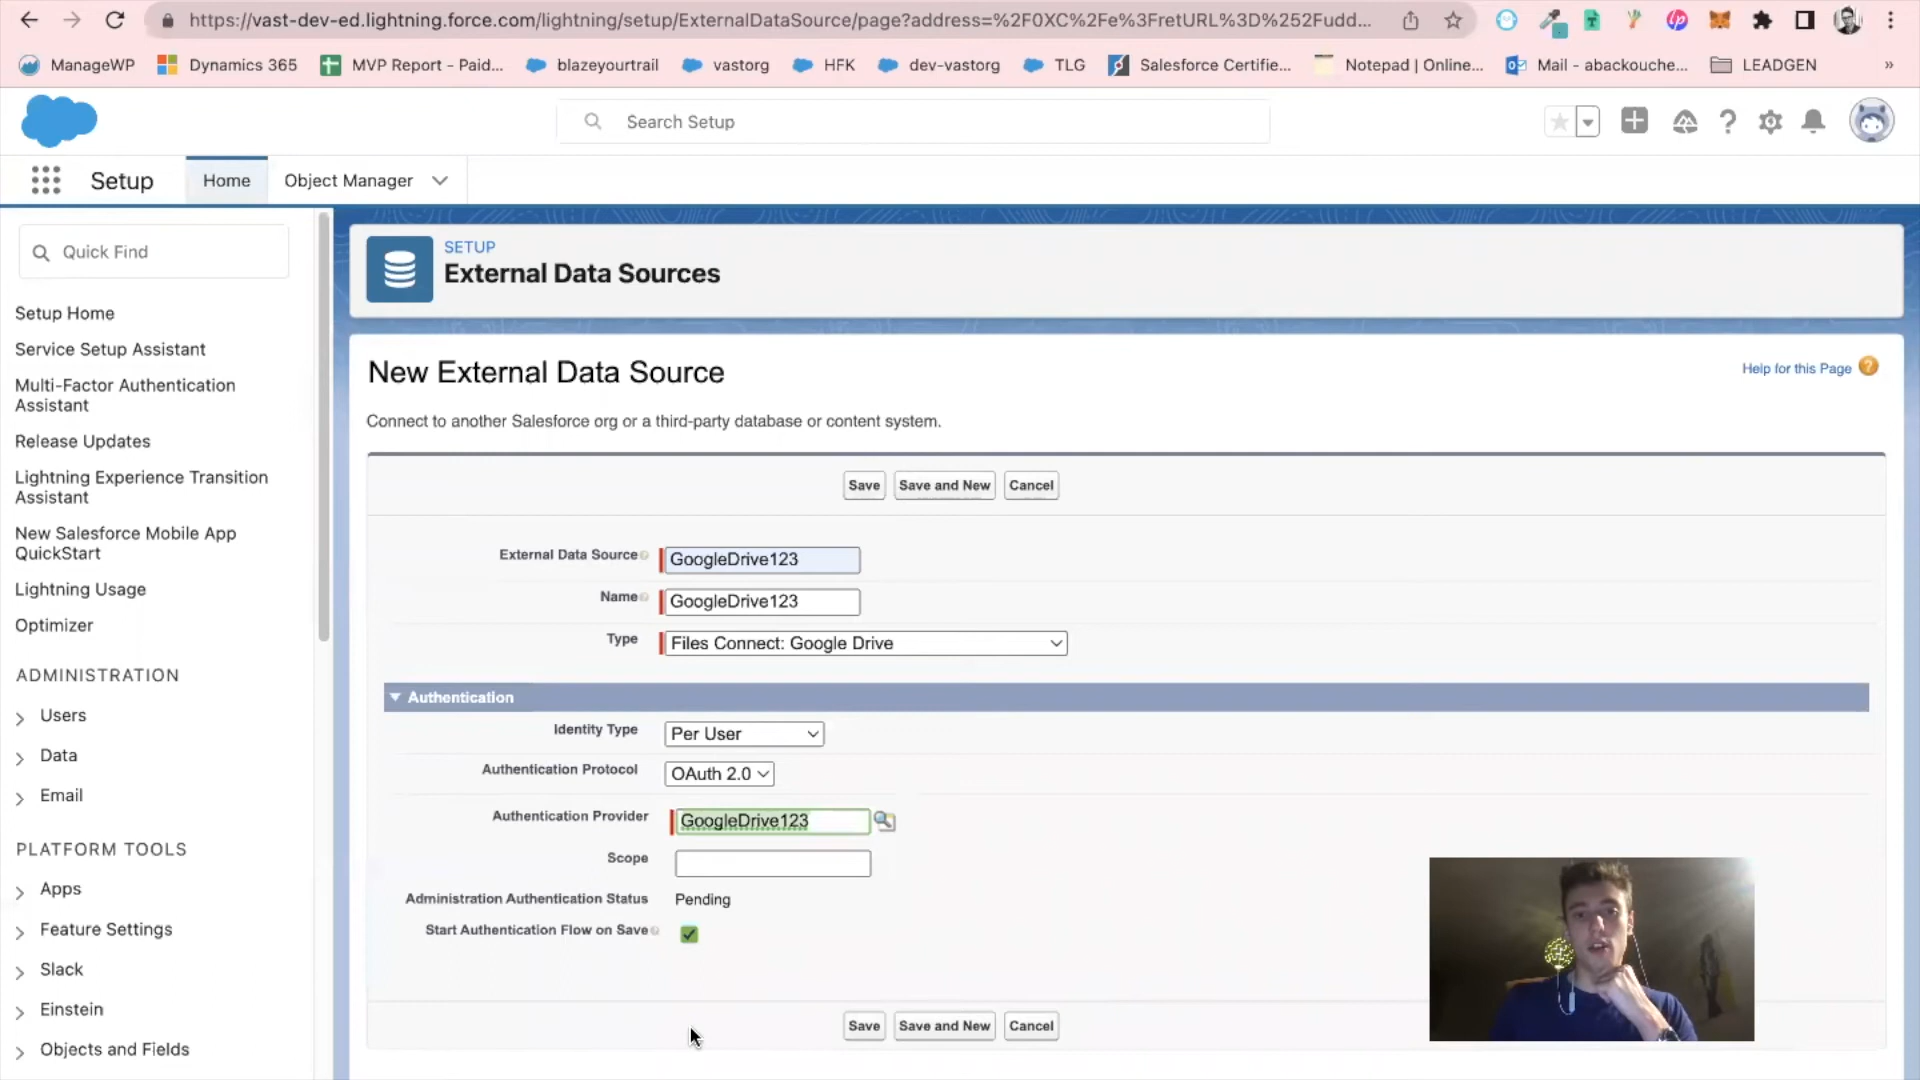 https://vast-dev-ed.lightning.force.com/lightning/setup/ExternalDataSource/page?address=%2F0XC%2Fe%3FretURL%3D%252Fudd...
ManageWP
Dynamics 365
MVP Report - Paid...
blazeyourtrail
vastorg
HFK
dev-vastorg
TLG
Salesforce Certifie...
Notepad | Online...
Mail - abackouche...
LEADGEN
»
Search Setup
Setup
Home
Object Manager
Quick Find
Setup Home
Service Setup Assistant
Multi-Factor Authentication
Assistant
Release Updates
Lightning Experience Transition
Assistant
New Salesforce Mobile App
QuickStart
Lightning Usage
Optimizer
ADMINISTRATION
Users
Data
Email
PLATFORM TOOLS
Apps
Feature Settings
Slack
Einstein
Objects and Fields
SETUP
External Data Sources
New External Data Source
Help for this Page
Connect to another Salesforce org or a third-party database or content system.
Save
Save and New
Cancel
External Data Source
GoogleDrive123
Name
GoogleDrive123
Type
Files Connect: Google Drive
Authentication
Identity Type
Per User
Authentication Protocol
OAuth 2.0
Authentication Provider
GoogleDrive123
Scope
Administration Authentication Status
Pending
Start Authentication Flow on Save
Save
Save and New
Cancel